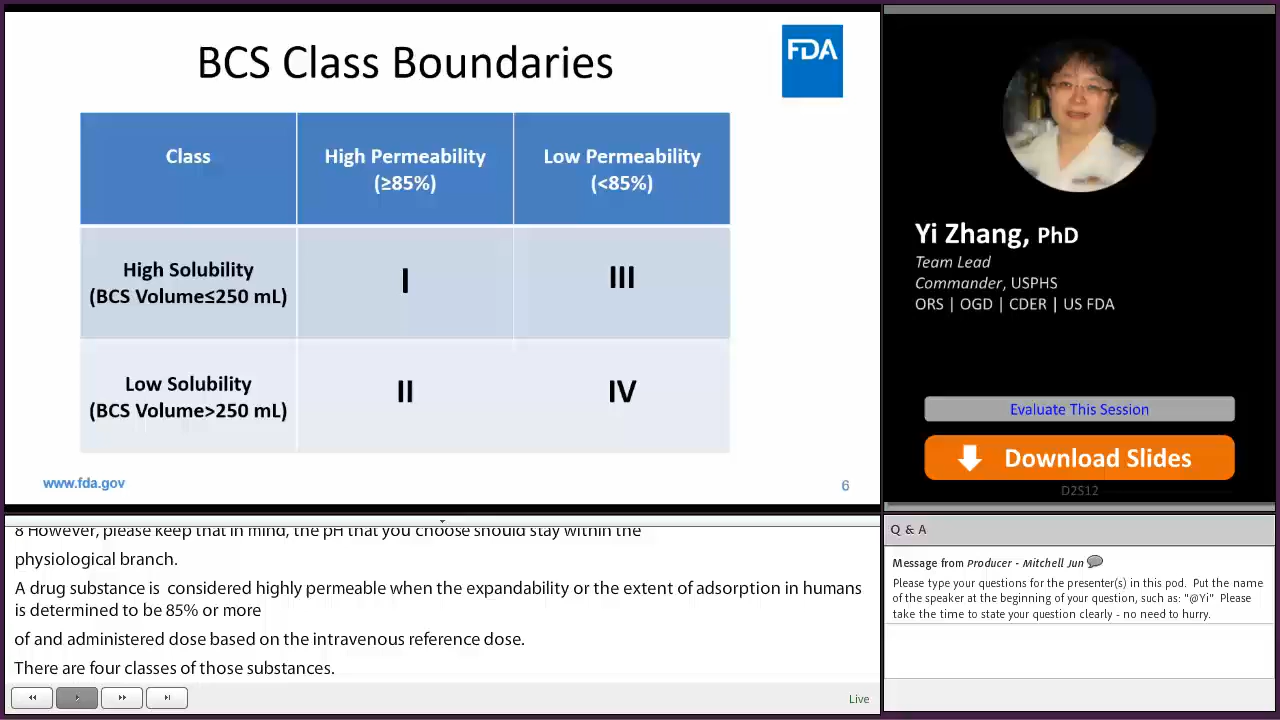 BCS Class Boundaries
FDA
Class
High Permeability
(≥85%)
Low Permeability
(<85%)
High Solubility
(BCS Volume≤250 mL)
I
III
Low Solubility
(BCS Volume>250 mL)
II
IV
www.fda.gov
6
Yi Zhang, PhD
Team Lead
Commander, USPHS
ORS | OGD | CDER | US FDA
Evaluate This Session
Download Slides
D2S12
8 However, please keep that in mind, the pH that you choose should stay within the
physiological branch.
A drug substance is considered highly permeable when the expandability or the extent of adsorption in humans
is determined to be 85% or more
of and administered dose based on the intravenous reference dose.
There are four classes of those substances.
Live
Q & A
Message from Producer - Mitchell Jun
Please type your questions for the presenter(s) in this pod. Put the name
of the speaker at the beginning of your question, such as: "@Yi" Please
take the time to state your question clearly - no need to hurry.